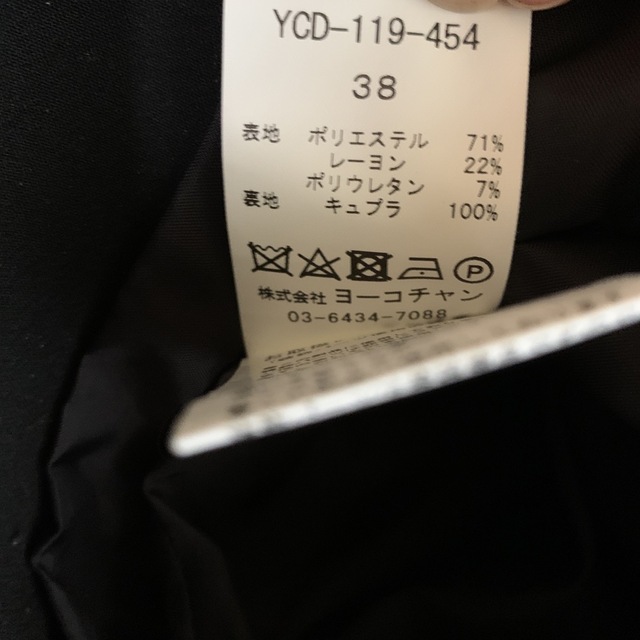 YCD-119-454
38
表地 ポリエステル 71%
レーヨン 22%
ポリウレタン 7%
裏地 キュプラ 100%
P
株式会社 ヨーコチャン
03-6434-7088